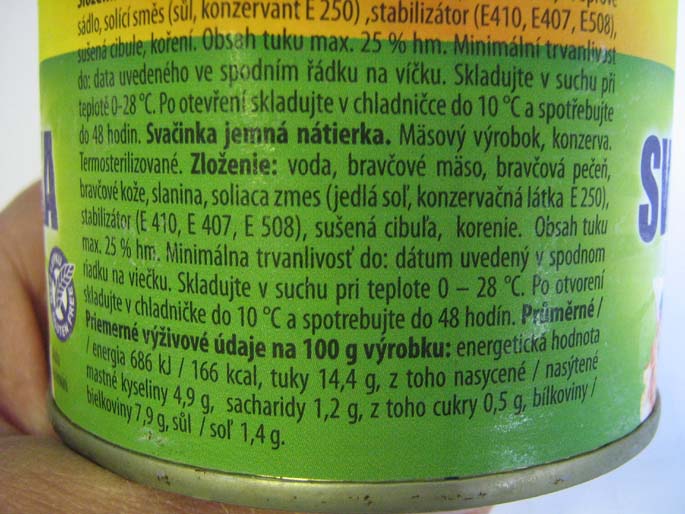 sádlo, solící směs (sůl, konzervant E 250) ,stabilizátor (E410, E407, E508),
sušená cibule, koření. Obsah tuku max. 25 % hm. Minimální trvanlivost
do: data uvedeného ve spodním řádku na víčku. Skladujte v suchu při
teplotě 0-28 °C. Po otevření skladujte v chladničce do 10 °C a spotřebujte
do 48 hodin. Svačinka jemná nátierka. Mäsový výrobok, konzerva.
Termosterilizované. Zloženie: voda, bravčové mäso, bravčová pečeň,
bravčové kože, slanina, soliaca zmes (jedlá soľ, konzervačná látka E 250),
stabilizátor (E 410, E 407, E 508), sušená cibuľa, korenie. Obsah tuku
max. 25 % hm. Minimálna trvanlivosť do: dátum uvedený v spodnom
riadku na viečku. Skladujte v suchu pri teplote 0 – 28 °C. Po otvorení
skladujte v chladničke do 10 °C a spotrebujte do 48 hodín. Průměrné /
Priemerné výživové údaje na 100 g výrobku: energetická hodnota
/ energia 686 kJ / 166 kcal, tuky 14,4 g, z toho nasycené / nasýtené
mastné kyseliny 4,9 g, sacharidy 1,2 g, z toho cukry 0,5 g, bílkoviny /
bielkoviny 7,9 g, sůl / soľ 1,4 g.
A
GLUTEN FREE